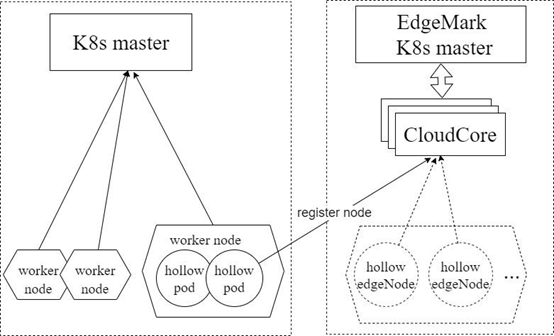 K8s master
EdgeMark
K8s master
CloudCore
register node
worker node
worker
node
worker
node
hollow
pod
hollow
pod
hollow
edgeNode
hollow
edgeNode
...